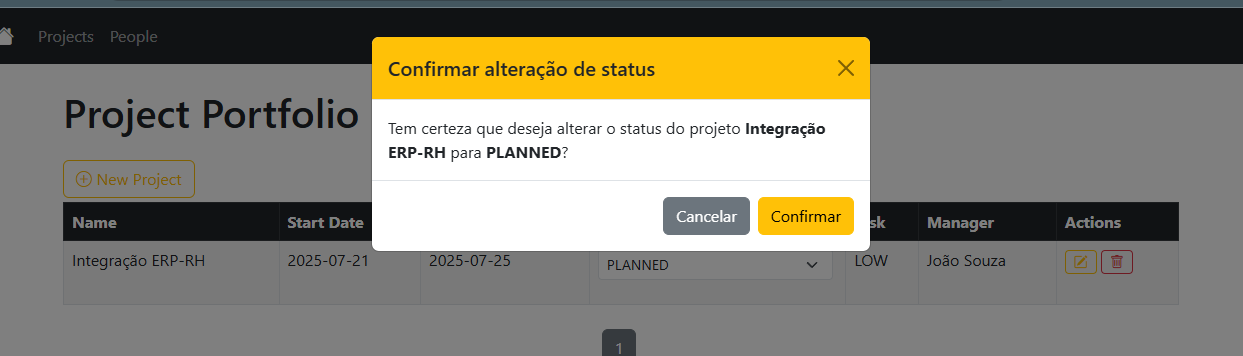 Projects People
Confirmar alteração de status
Project Portfolio
Tem certeza que deseja alterar o status do projeto Integração
ERP-RH para PLANNED?
New Project
Cancelar Confirmar
Name Start Date Manager Actions
Integração ERP-RH 2025-07-21 2025-07-25 PLANNED LOW João Souza
1